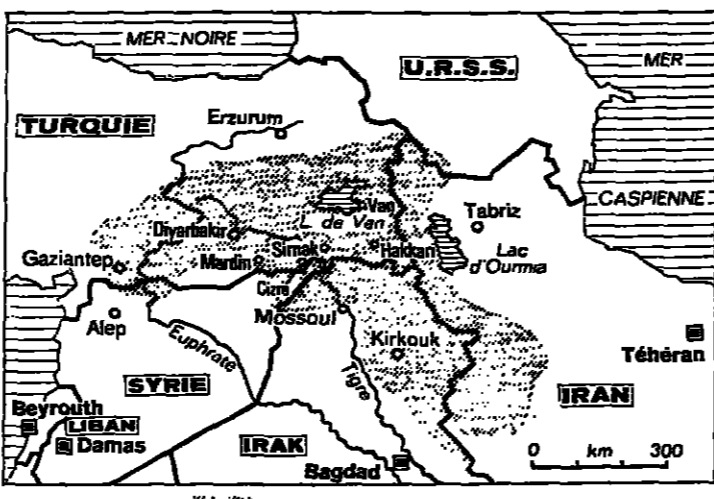 MER NOIRE
U.R.S.S.
MER
CASPIENNE
TURQUIE
Erzurum
Van
L. de Van
Tabriz
Diyarbakır
Sirnak
Hakkari
Lac
d'Ourmia
Gaziantep
Mardin
Cizre
Mossoul
Alep
Euphrate
Kirkouk
Tigre
Téhéran
SYRIE
IRAN
Beyrouth
LIBAN
Damas
IRAK
Bagdad
0 km 300